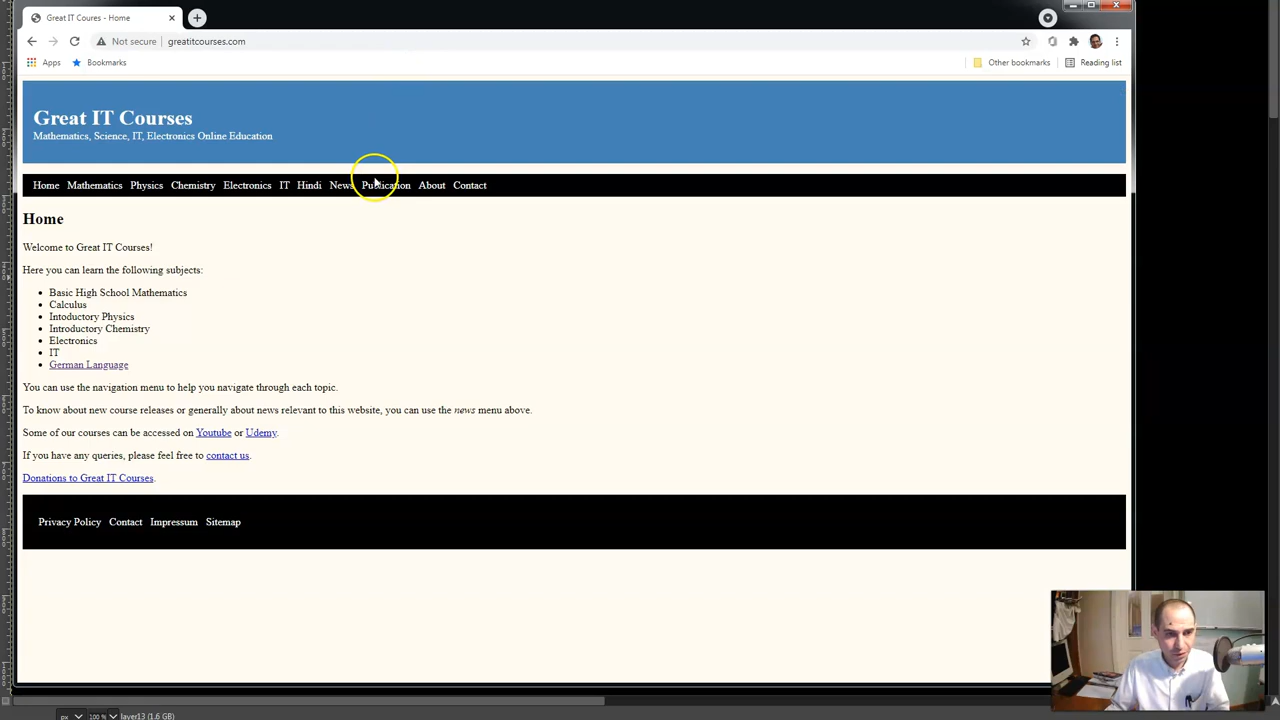 Great IT Coures - Home
Not secure greatitcourses.com
Apps Bookmarks Other bookmarks Reading list
Great IT Courses
Mathematics, Science, IT, Electronics Online Education
Home Mathematics Physics Chemistry Electronics IT Hindi News Publication About Contact
Home
Welcome to Great IT Courses!
Here you can learn the following subjects:
Basic High School Mathematics
Calculus
Intoductory Physics
Introductory Chemistry
Electronics
IT
German Language
You can use the navigation menu to help you navigate through each topic.
To know about new course releases or generally about news relevant to this website, you can use the news menu above.
Some of our courses can be accessed on Youtube or Udemy.
If you have any queries, please feel free to contact us.
Donations to Great IT Courses.
Privacy Policy Contact Impressum Sitemap
px 100 % layer13 (1.6 GB)